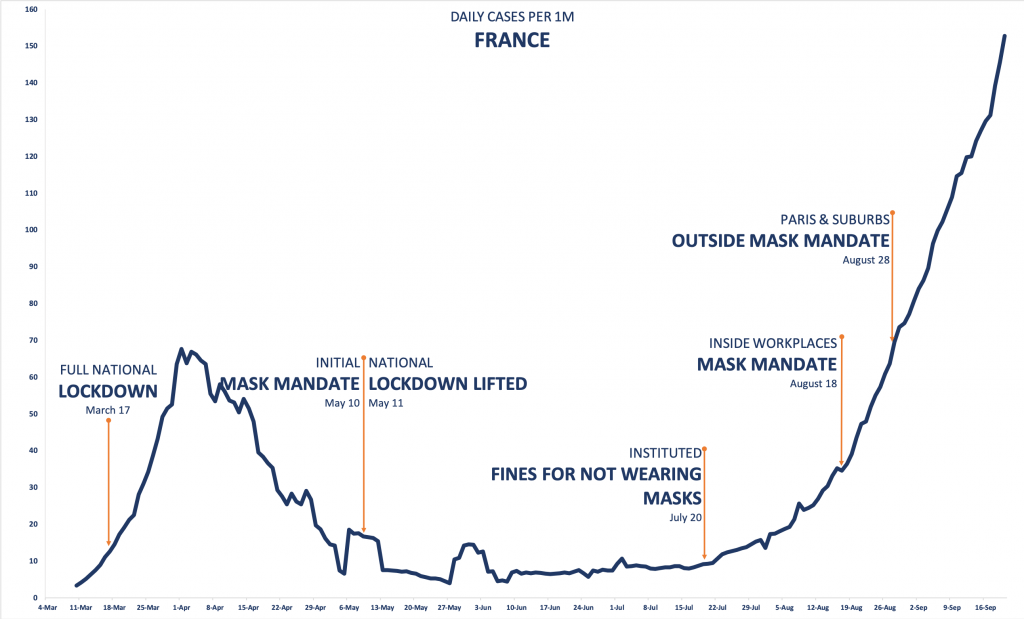 DAILY CASES PER 1M
FRANCE
160
150
140
130
120
110
100
90
80
70
60
50
40
30
20
10
0
FULL NATIONAL
LOCKDOWN
March 17
INITIAL NATIONAL
MASK MANDATE LOCKDOWN LIFTED
May 10 May 11
INSTITUTED
FINES FOR NOT WEARING
MASKS
July 20
INSIDE WORKPLACES
MASK MANDATE
August 18
PARIS & SUBURBS
OUTSIDE MASK MANDATE
August 28
4-Mar 11-Mar 18-Mar 25-Mar 1-Apr 8-Apr 15-Apr 22-Apr 29-Apr 6-May 13-May 20-May 27-May 3-Jun 10-Jun 17-Jun 24-Jun 1-Jul 8-Jul 15-Jul 22-Jul 29-Jul 5-Aug 12-Aug 19-Aug 26-Aug 2-Sep 9-Sep 16-Sep